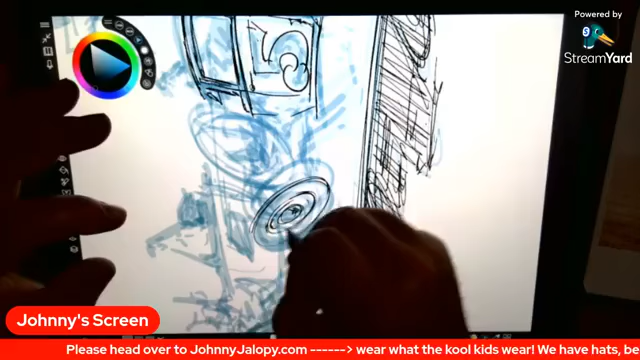 Powered by
StreamYard
15
Johnny's Screen
Please head over to JohnnyJalopy.com ------> wear what the kool kids wear! We have hats, be